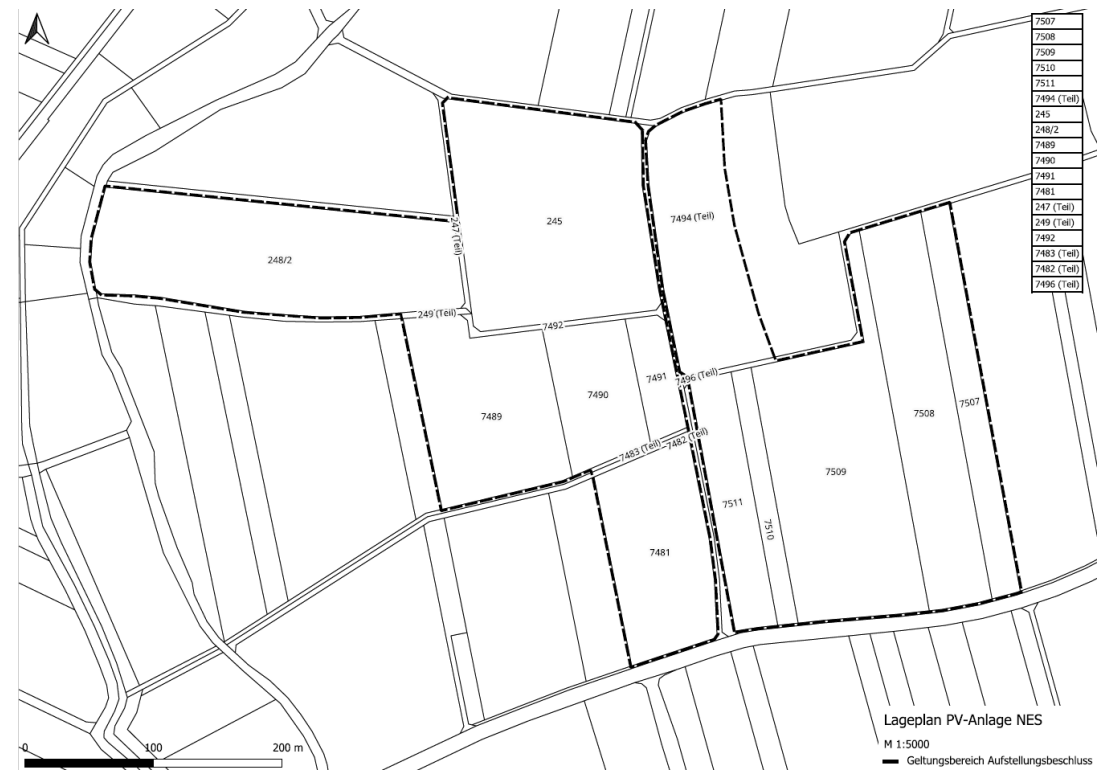 7507
7508
7509
7510
7511
7494 (Teil)
245
248/2
7489
7490
7491
7481
247 (Teil)
249 (Teil)
7492
7483 (Teil)
7482 (Teil)
7496 (Teil)
245
7494 (Teil)
247 (Teil)
248/2
249 (Teil)
7492
7491
7496 (Teil)
7490
7489
7508
7507
7483 (Teil)
7482 (Teil)
7509
7511
7510
7481
Lageplan PV-Anlage NES
M 1:5000
Geltungsbereich Aufstellungsbeschluss
0 100 200 m